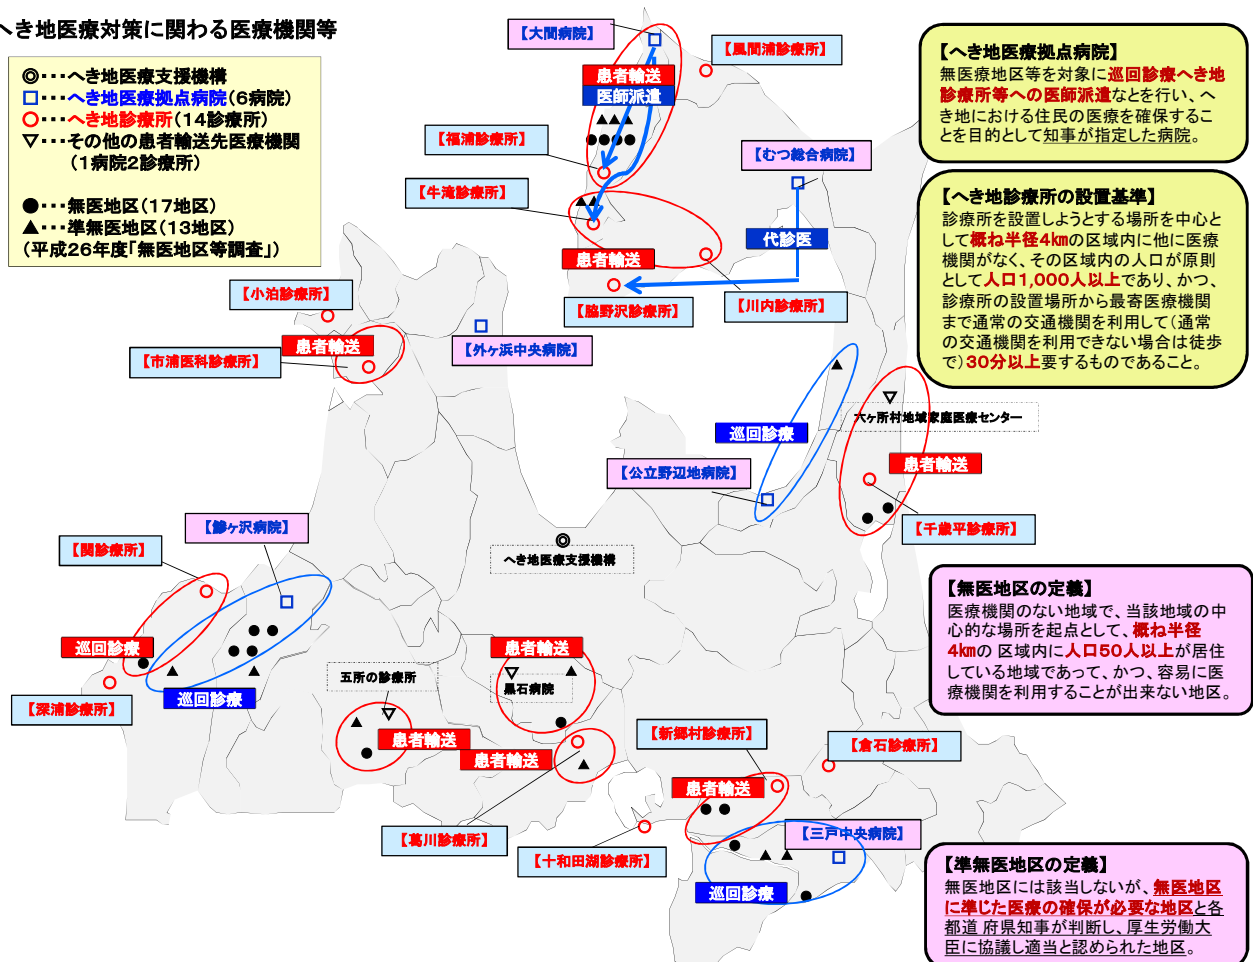 へき地医療対策に関わる医療機関等
◎･･･へき地医療支援機構
□･･･へき地医療拠点病院(6病院)
○･･･へき地診療所(14診療所)
▽･･･その他の患者輸送先医療機関
(1病院2診療所)
●･･･無医地区(17地区)
▲･･･準無医地区(13地区)
(平成26年度｢無医地区等調査｣)
【大間病院】
【風間浦診療所】
患者輸送
医師派遣
【福浦診療所】
【むつ総合病院】
【牛滝診療所】
代診医
患者輸送
【脇野沢診療所】
【川内診療所】
【小泊診療所】
患者輸送
【市浦医科診療所】
【外ヶ浜中央病院】
六ヶ所村地域家庭医療センター
巡回診療
患者輸送
【公立野辺地病院】
【千歳平診療所】
【鰺ヶ沢病院】
【関診療所】
へき地医療支援機構
巡回診療
巡回診療
【深浦診療所】
五所の診療所
患者輸送
黒石病院
患者輸送
患者輸送
【新郷村診療所】
【倉石診療所】
患者輸送
【葛川診療所】
【十和田湖診療所】
【三戸中央病院】
巡回診療
【へき地医療拠点病院】
無医療地区等を対象に巡回診療へき地
診療所等への医師派遣などを行い、へ
き地における住民の医療を確保するこ
とを目的として知事が指定した病院。
【へき地診療所の設置基準】
診療所を設置しようとする場所を中心と
して概ね半径4kmの区域内に他に医療
機関がなく、その区域内の人口が原則
として人口1,000人以上であり、かつ、
診療所の設置場所から最寄医療機関
まで通常の交通機関を利用して(通常
の交通機関を利用できない場合は徒歩
で)30分以上要するものであること。
【無医地区の定義】
医療機関のない地域で、当該地域の中
心的な場所を起点として、概ね半径
4kmの 区域内に人口50人以上が居住
している地域であって、かつ、容易に医
療機関を利用することが出来ない地区。
【準無医地区の定義】
無医地区には該当しないが、無医地区
に準じた医療の確保が必要な地区と各
都道 府県知事が判断し、厚生労働大
臣に協議し適当と認められた地区。